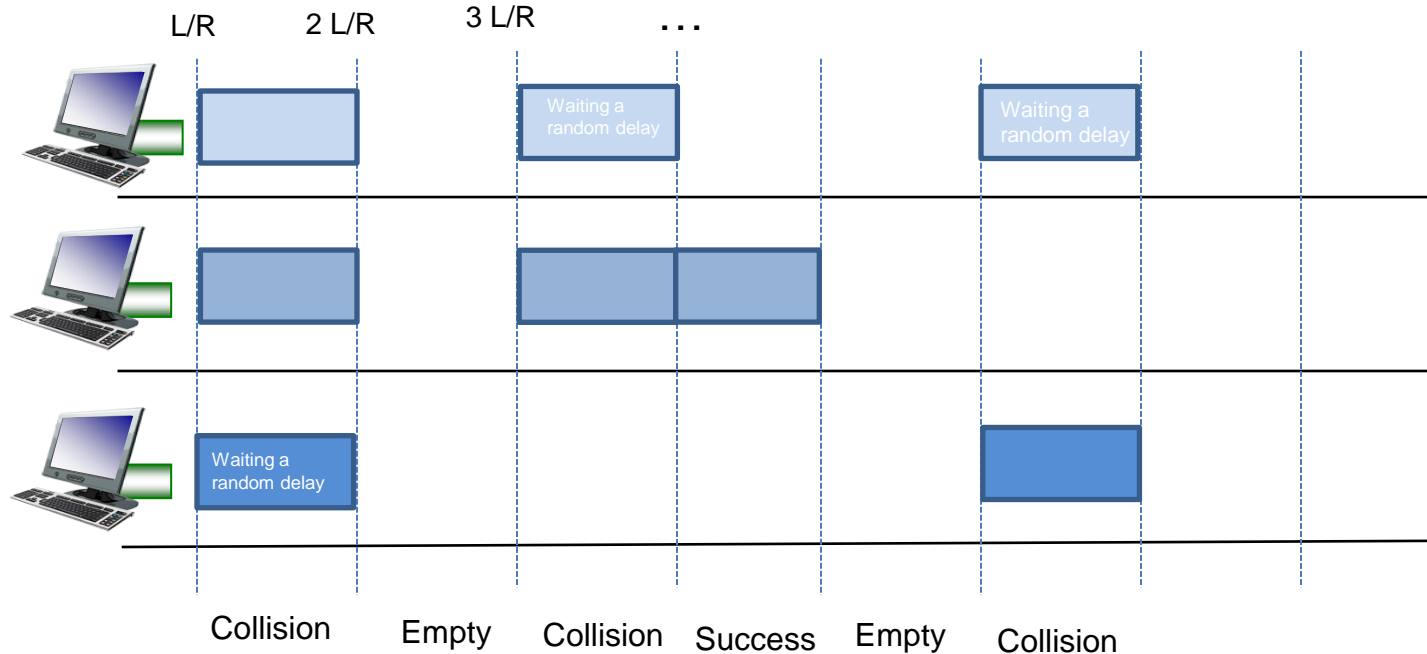 L/R 2 L/R 3 L/R ...
Waiting a
random delay
Waiting a
random delay
Waiting a
random delay
Collision Empty Collision Success Empty Collision